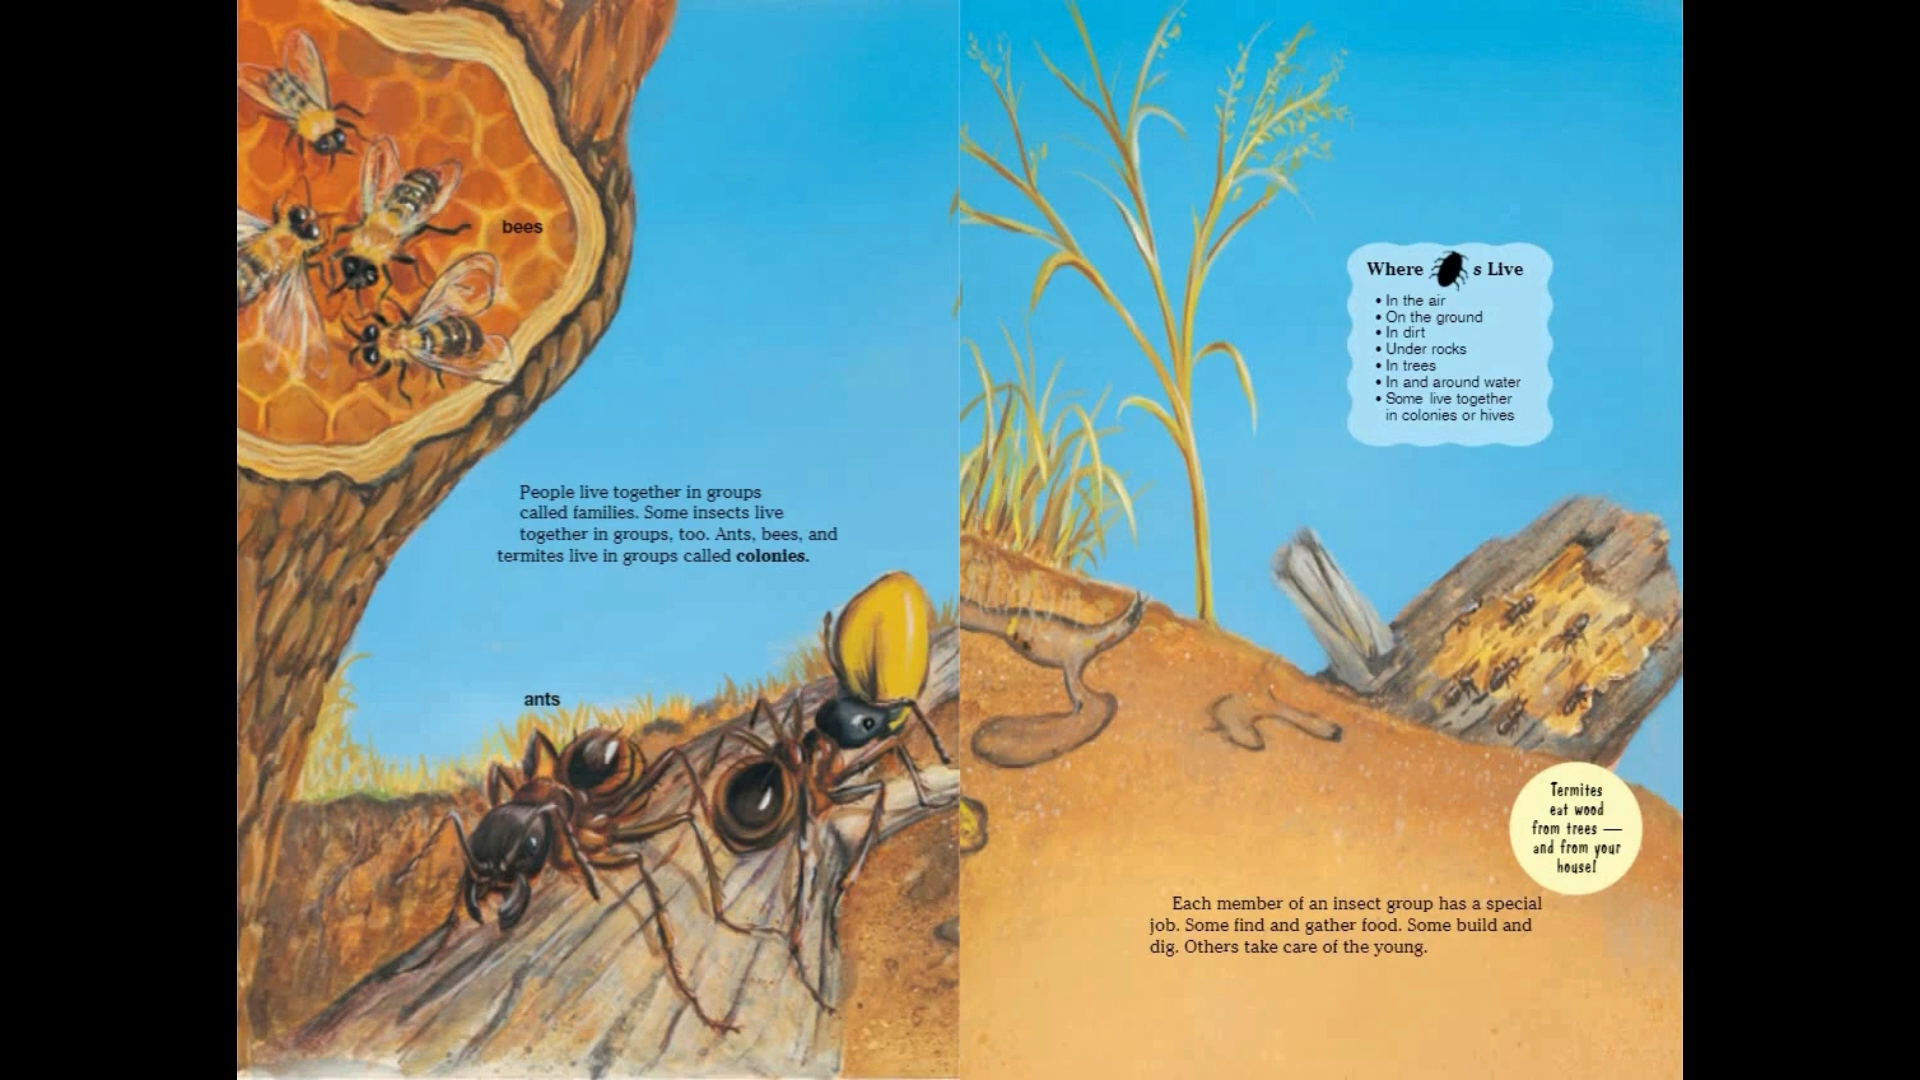 bees
People live together in groups
called families. Some insects live
together in groups, too. Ants, bees, and
termites live in groups called colonies.
ants
Where s Live
• In the air
• On the ground
• In dirt
• Under rocks
• In trees
• In and around water
• Some live together
in colonies or hives
Termites
eat wood
from trees —
and from your
house!
Each member of an insect group has a special
job. Some find and gather food. Some build and
dig. Others take care of the young.